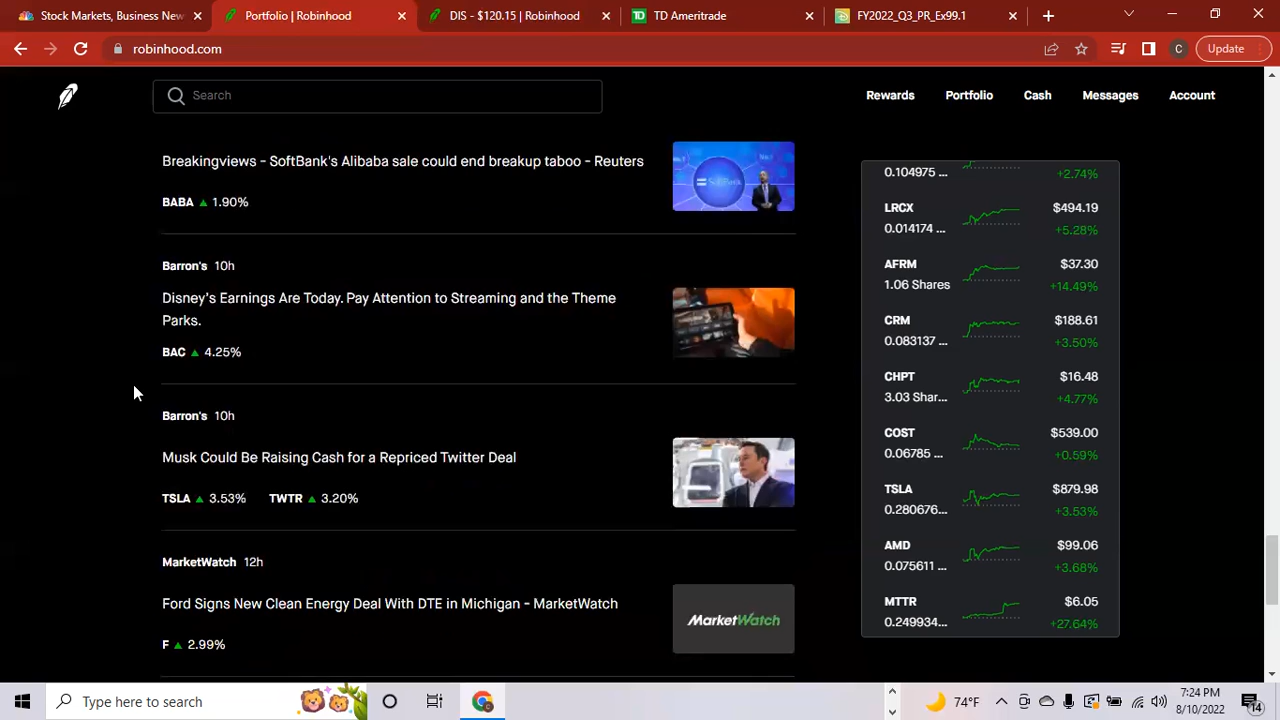 Stock Markets, Business New
Portfolio | Robinhood
DIS - $120.15 | Robinhood
TD Ameritrade
FY2022_Q3_PR_Ex99.1
robinhood.com
C
Update
Search
Rewards
Portfolio
Cash
Messages
Account
Breakingviews - SoftBank's Alibaba sale could end breakup taboo - Reuters
BABA 1.90%
Barron's 10h
Disney's Earnings Are Today. Pay Attention to Streaming and the Theme
Parks.
BAC 4.25%
Barron's 10h
Musk Could Be Raising Cash for a Repriced Twitter Deal
TSLA 3.53% TWTR 3.20%
MarketWatch 12h
Ford Signs New Clean Energy Deal With DTE in Michigan - MarketWatch
MarketWatch
F 2.99%
0.104975 ...
+2.74%
LRCX $494.19
0.014174 ... +5.28%
AFRM $37.30
1.06 Shares +14.49%
CRM $188.61
0.083137 ... +3.50%
CHPT $16.48
3.03 Shar... +4.77%
COST $539.00
0.06785 ... +0.59%
TSLA $879.98
0.280676... +3.53%
AMD $99.06
0.075611 ... +3.68%
MTTR $6.05
0.249934... +27.64%
Type here to search
74°F
7:24 PM
8/10/2022
14